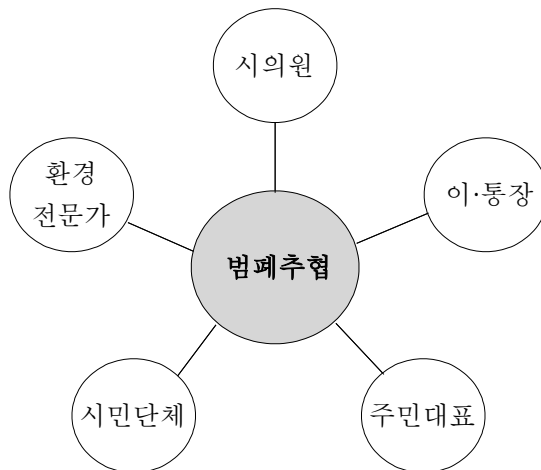 시의원
환경
전문가
이·통장
범폐추협
시민단체
주민대표